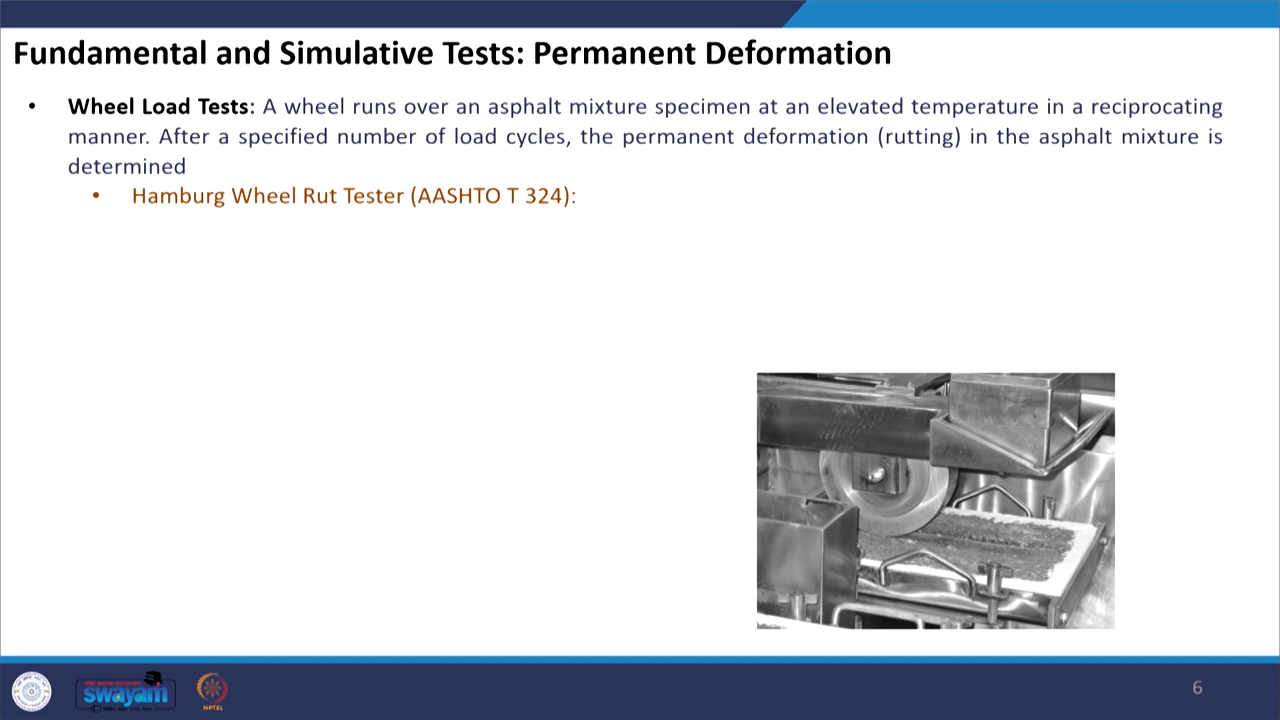 Fundamental and Simulative Tests: Permanent Deformation
• Wheel Load Tests: A wheel runs over an asphalt mixture specimen at an elevated temperature in a reciprocating
manner. After a specified number of load cycles, the permanent deformation (rutting) in the asphalt mixture is
determined
• Hamburg Wheel Rut Tester (AASHTO T 324):
swayam
NPTEL
6